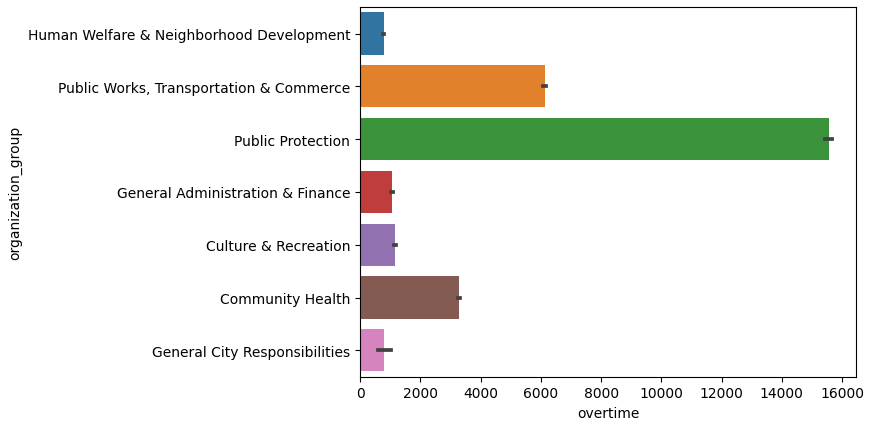 organization_group
Human Welfare & Neighborhood Development
Public Works, Transportation & Commerce
Public Protection
General Administration & Finance
Culture & Recreation
Community Health
General City Responsibilities
0 2000 4000 6000 8000 10000 12000 14000 16000
overtime